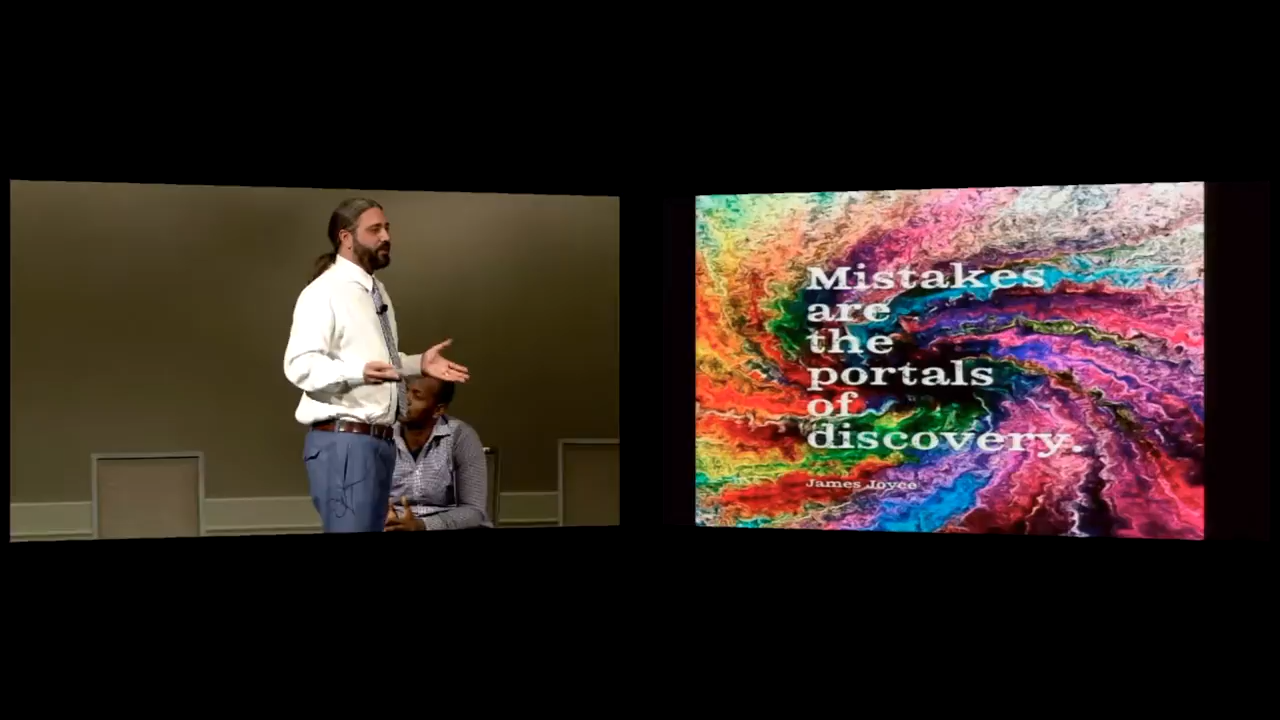 Mistakes
are
the
portals
of
discovery.
James Joyce